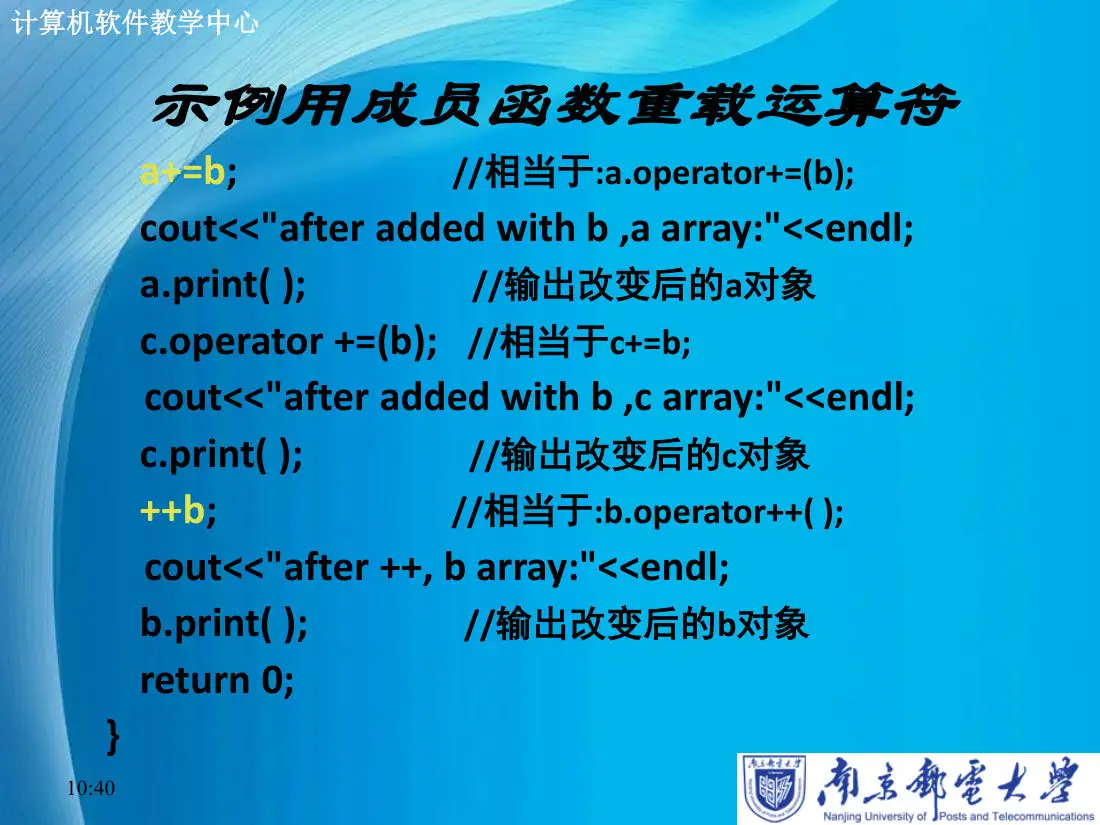 计算机软件教学中心
示例用成员函数重载运算符
a+=b; //相当于:a.operator+=(b);
cout<<"after added with b ,a array:"<<endl;
a.print( ); //输出改变后的a对象
c.operator +=(b); //相当于c+=b;
cout<<"after added with b ,c array:"<<endl;
c.print( ); //输出改变后的c对象
++b; //相当于:b.operator++( );
cout<<"after ++, b array:"<<endl;
b.print( ); //输出改变后的b对象
return 0;
}
10:40
南京郵電大學
Nanjing University of Posts and Telecommunications